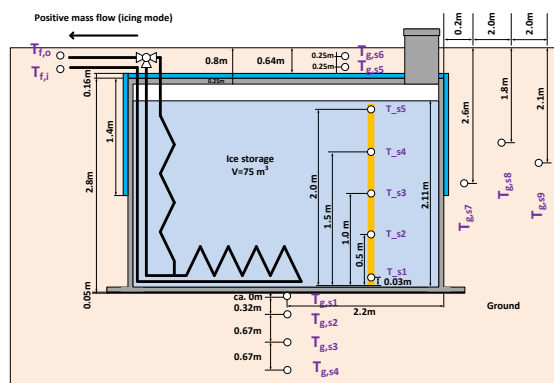 Positive mass flow (icing mode)
T_f,o
T_f,i
0.8m
0.64m
0.25m
T_g,s6
0.25m
T_g,s5
0.2m
2.0m
2.0m
0.16m
0.25m
1.4m
2.8m
2.6m
1.8m
2.1m
T_s5
T_s4
Ice storage
V=75 m³
T_s3
T_s2
T_s1
2.0 m
1.5 m
1.0 m
0.5 m
2.11m
0.03m
T_g,s7
T_g,s8
T_g,s9
0.05m
ca. 0m
T_g,s1
0.32m
2.2m
Ground
T_g,s2
0.67m
T_g,s3
0.67m
T_g,s4